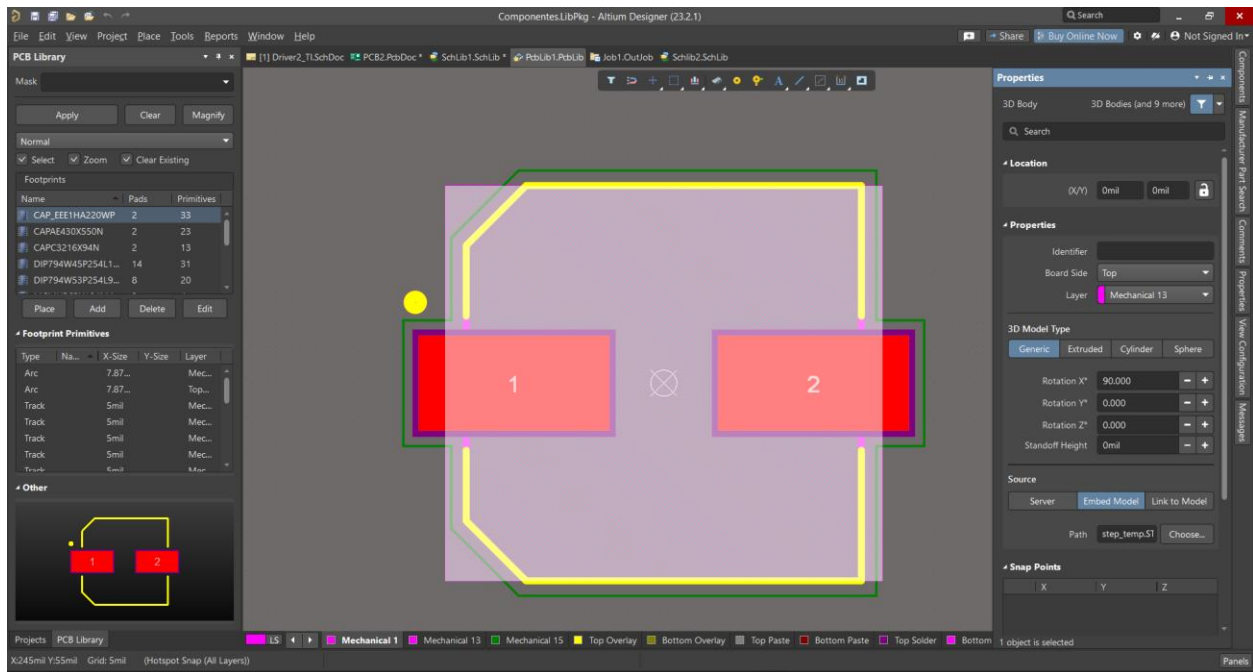 Componentes.LibPkg - Altium Designer (23.2.1)
Search
File Edit View Project Place Tools Reports Window Help
Share
Buy Online Now
Not Signed In
PCB Library
[1] Driver2_TI.SchDoc
PCB2.PcbDoc *
SchLib1.SchLib *
PcbLib1.PcbLib
Job1.OutJob
Schlib2.SchLib
Mask
Apply Clear Magnify
Normal
Select Zoom Clear Existing
Footprints
Name Pads Primitives
CAP_EEE1HA220WP 2 33
CAPAE430X550N 2 23
CAPC3216X94N 2 13
DIP794W45P254L1... 14 31
DIP794W53P254L9... 8 20
Place Add Delete Edit
Footprint Primitives
Type Na... X-Size Y-Size Layer
Arc 7.87... Mec...
Arc 7.87... Top...
Track 5mil Mec...
Track 5mil Mec...
Track 5mil Mec...
Track 5mil Mec...
Track 5mil Mec...
Other
1 2
Projects PCB Library
X:245mil Y:55mil Grid: 5mil (Hotspot Snap (All Layers))
1 2
LS Mechanical 1 Mechanical 13 Mechanical 15 Top Overlay Bottom Overlay Top Paste Bottom Paste Top Solder Bottom
Properties
3D Body 3D Bodies (and 9 more)
Search
Location
(X/Y) 0mil 0mil
Properties
Identifier
Board Side Top
Layer Mechanical 13
3D Model Type
Generic Extruded Cylinder Sphere
Rotation X° 90.000
Rotation Y° 0.000
Rotation Z° 0.000
Standoff Height 0mil
Source
Server Embed Model Link to Model
Path step_temp.ST Choose...
Snap Points
X Y Z
1 object is selected
Panels
Components
Manufacturer Part Search
Comments
Properties
View Configuration
Messages